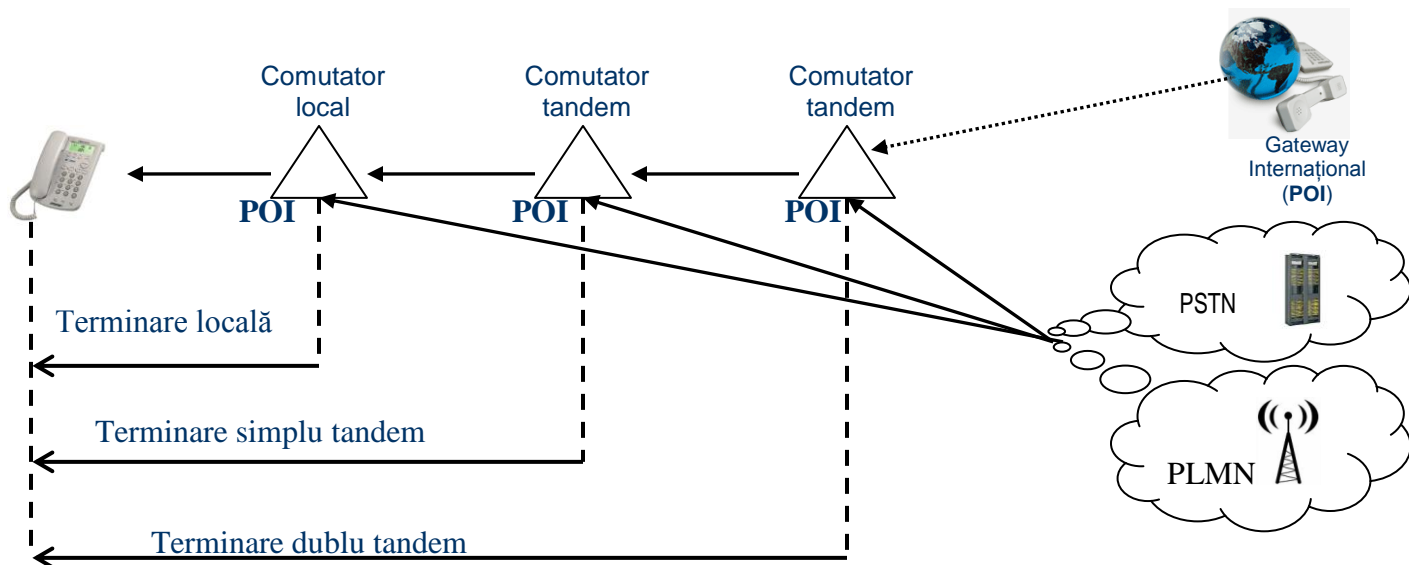 Comutator
local
Comutator
tandem
Comutator
tandem
Gateway
Internațional
(POI)
POI
POI
POI
PSTN
Terminare locală
Terminare simplu tandem
PLMN
Terminare dublu tandem